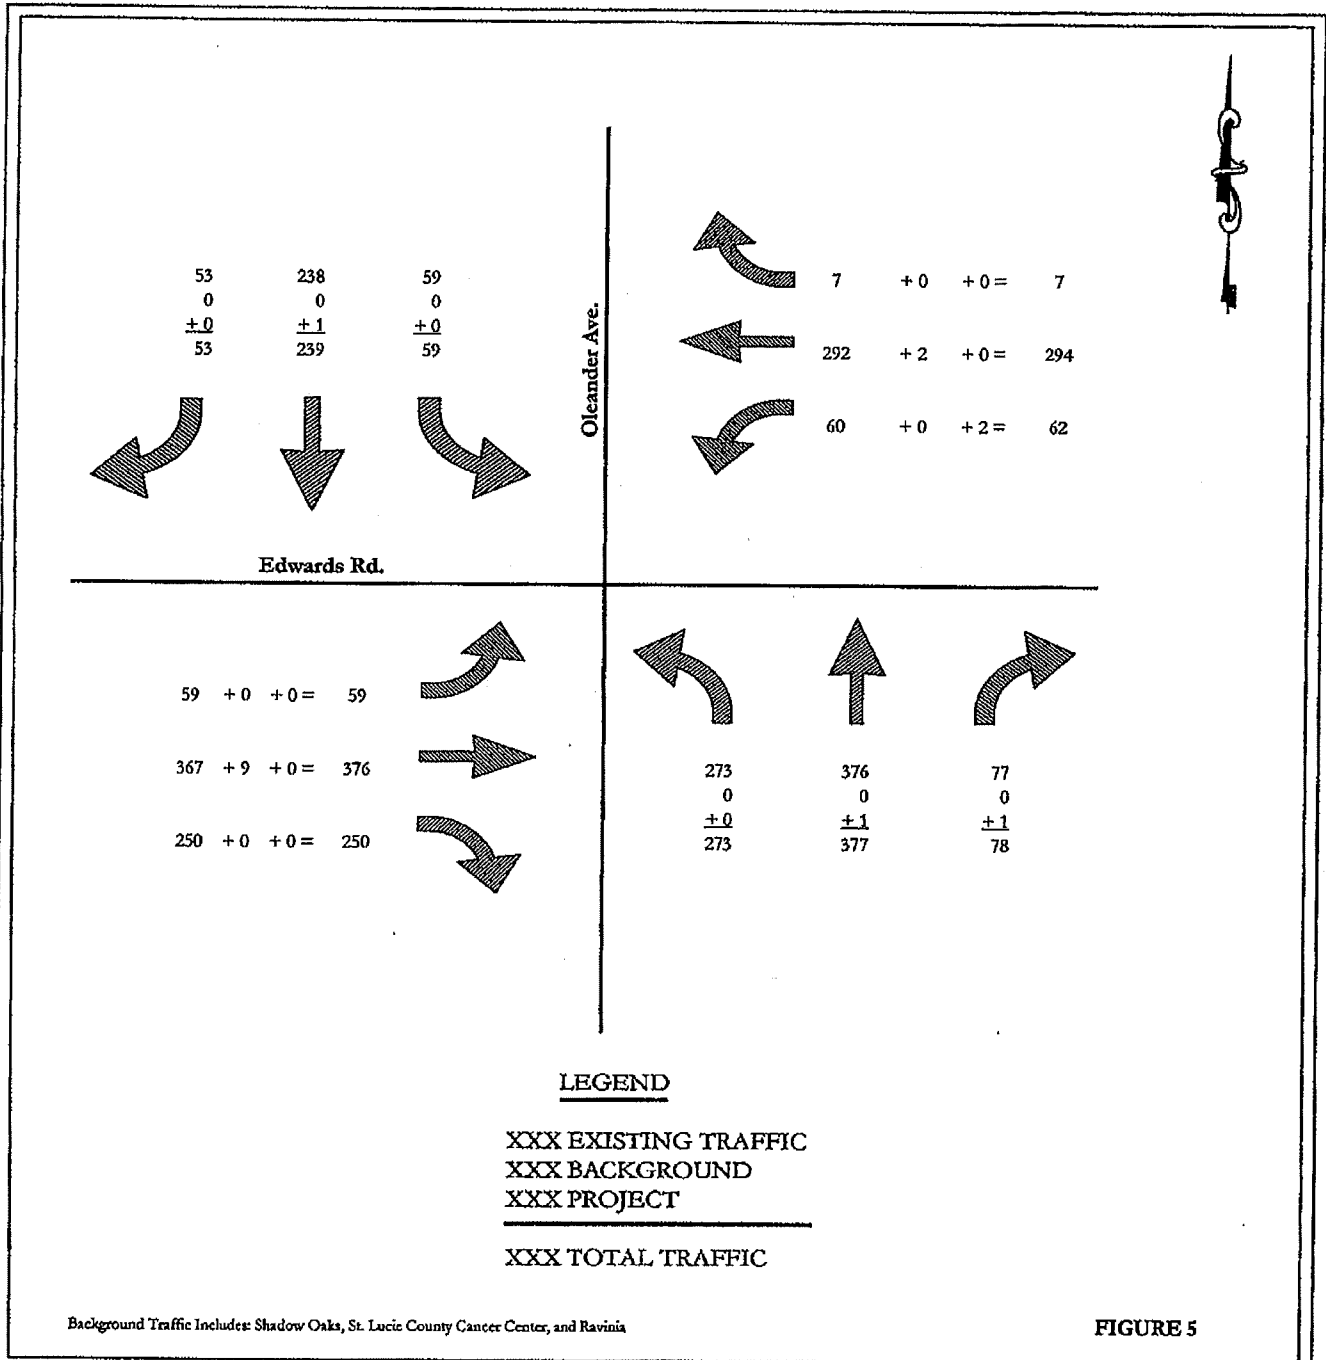 53 238 59
0 0 0
+0 +1 +0
53 239 59
Oleander Ave.
7 +0 +0= 7
292 +2 +0= 294
60 +0 +2= 62
Edwards Rd.
59 +0 +0= 59
367 +9 +0= 376
250 +0 +0= 250
273 376 77
0 0 0
+0 +1 +1
273 377 78
LEGEND
XXX EXISTING TRAFFIC
XXX BACKGROUND
XXX PROJECT
XXX TOTAL TRAFFIC
Background Traffic Includes: Shadow Oaks, St. Lucie County Cancer Center, and Ravinia
FIGURE 5